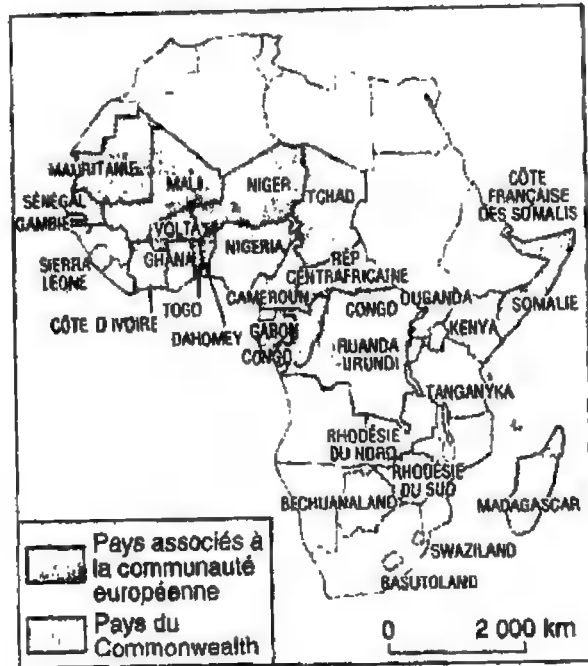 MAURITANIE
MALI
NIGER
TCHAD
CÔTE
FRANÇAISE
DES SOMALIS
SÉNÉGAL
GAMBIE
VOLTA
NIGERIA
SIERRA
LEONE
GHANA
RÉP
CENTRAFRICAINE
CÔTE D'IVOIRE
TOGO
DAHOMEY
CAMEROUN
CONGO
OUGANDA
SOMALIE
GABON
CONGO
KENYA
RUANDA
URUNDI
TANGANYKA
RHODÉSIE
DU NORD
RHODÉSIE
DU SUD
BECHUANALAND
MADAGASCAR
SWAZILAND
BASUTOLAND
Pays associés à
la communauté
européenne
Pays du
Commonwealth
0 2 000 km